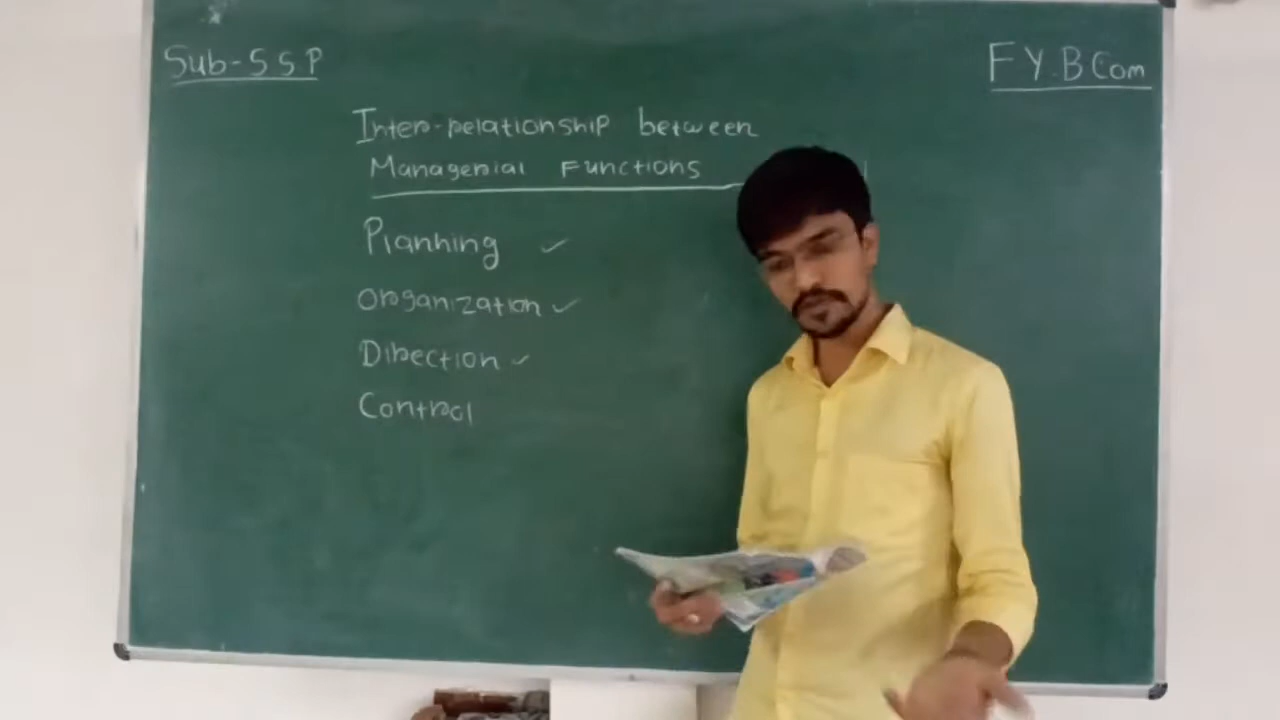 Sub-SSP
FY.BCom
Inter-relationship between
Managerial Functions
Planning ✓
Organization ✓
Direction ✓
Control